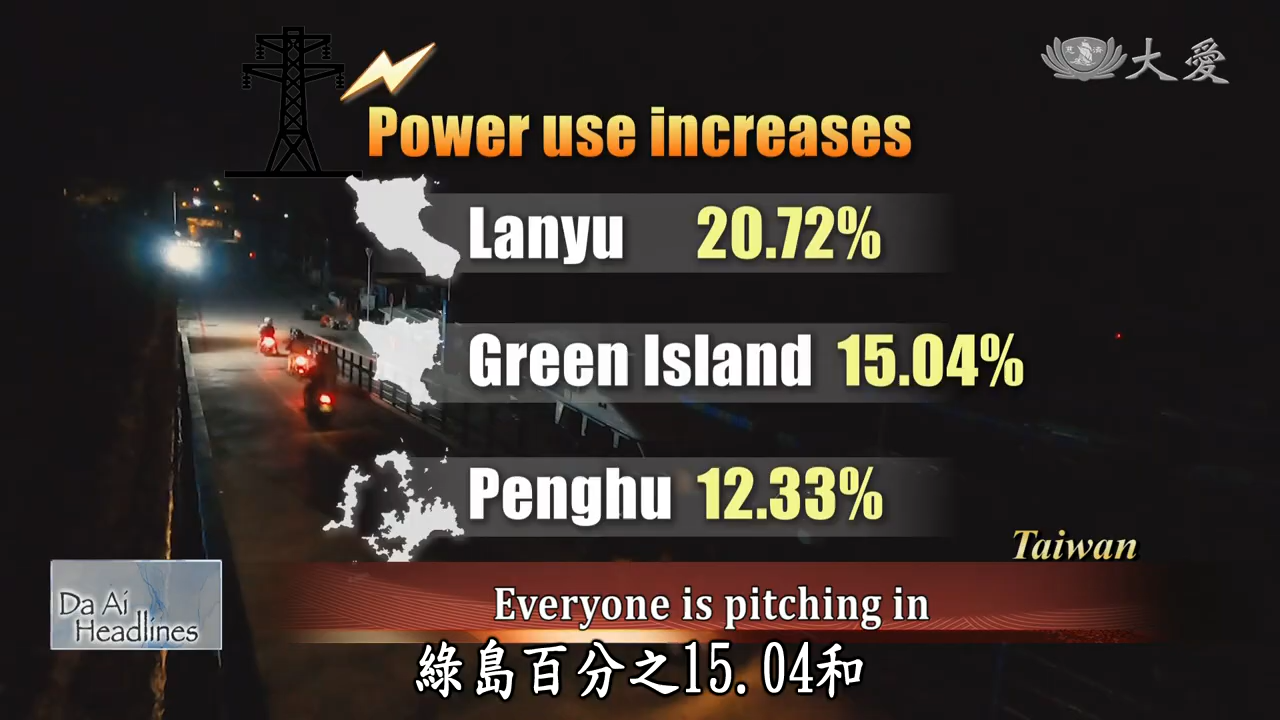 大愛
Power use increases
Lanyu 20.72%
Green Island 15.04%
Penghu 12.33%
Taiwan
Da Ai
Headlines
Everyone is pitching in
綠島百分之15.04和